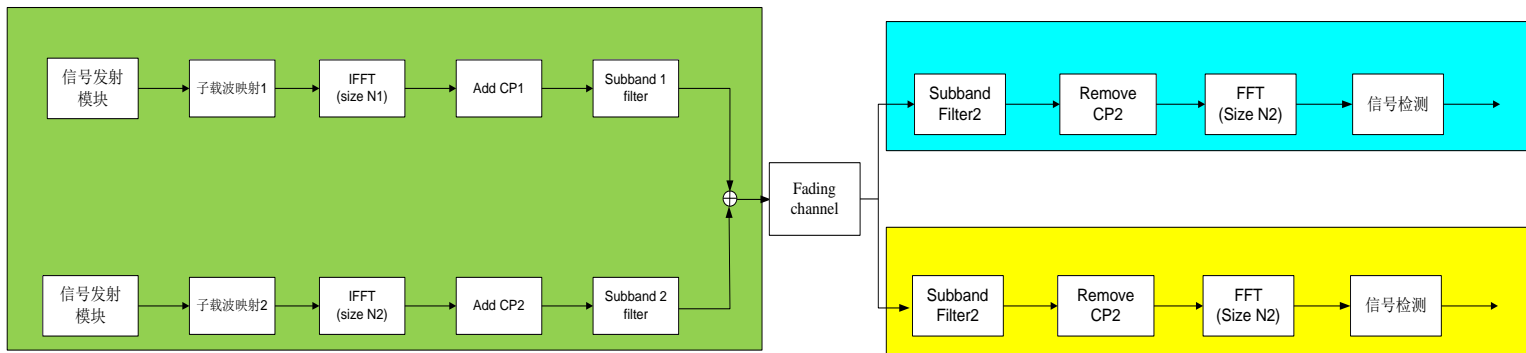 信号发射
模块
子载波映射1
IFFT
(size N1)
Add CP1
Subband 1
filter
信号发射
模块
子载波映射2
IFFT
(size N2)
Add CP2
Subband 2
filter
Fading
channel
Subband
Filter2
Remove
CP2
FFT
(Size N2)
信号检测
Subband
Filter2
Remove
CP2
FFT
(Size N2)
信号检测